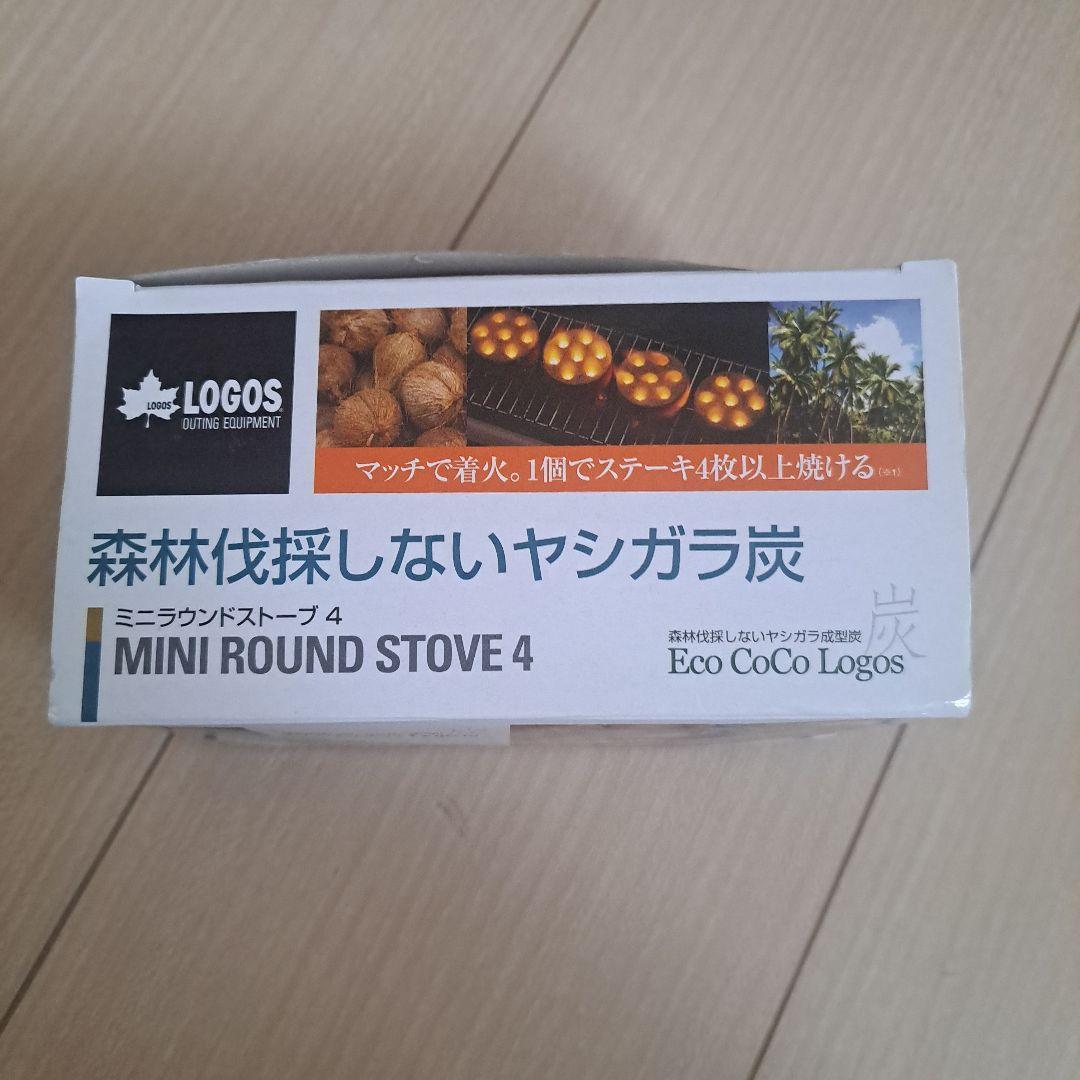 LOGOS
LOGOS
OUTING EQUIPMENT
マッチで着火。1個でステーキ4枚以上焼ける(※1)
森林伐採しないヤシガラ炭
ミニラウンドストーブ 4
MINI ROUND STOVE 4
炭
森林伐採しないヤシガラ成型炭
Eco CoCo Logos